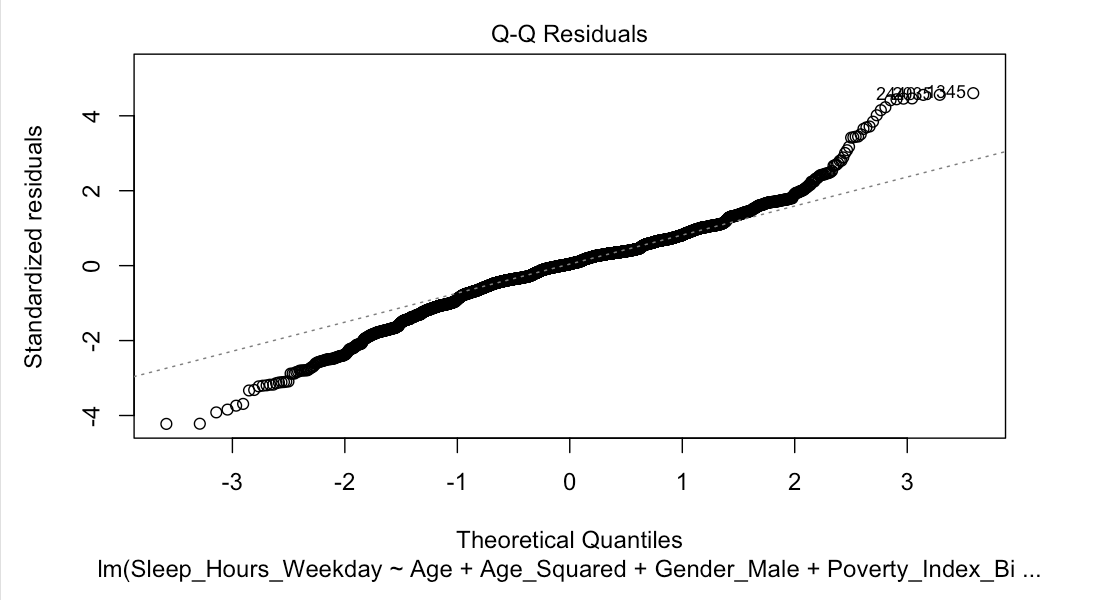 Q-Q Residuals
1345
Standardized residuals
4
2
0
-2
-4
-3 -2 -1 0 1 2 3
Theoretical Quantiles
lm(Sleep_Hours_Weekday ~ Age + Age_Squared + Gender_Male + Poverty_Index_Bi ...